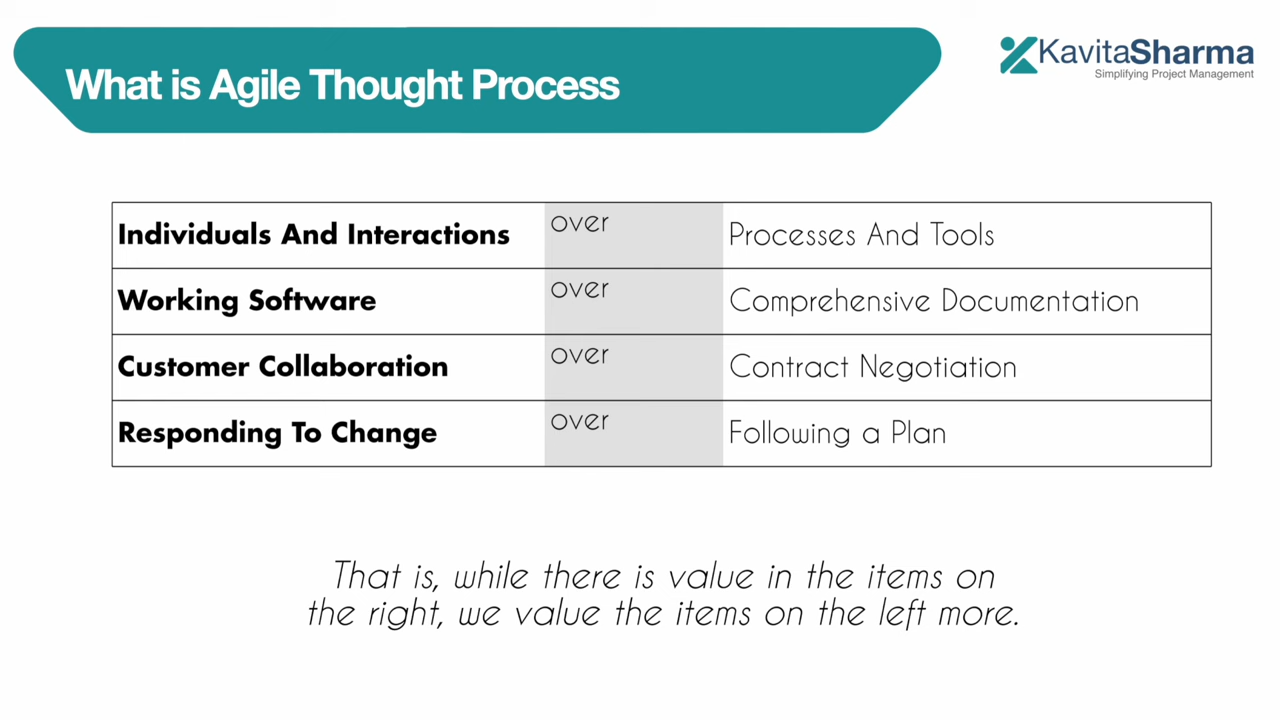 What is Agile Thought Process
KavitaSharma
Simplifying Project Management
Individuals And Interactions over Processes And Tools
Working Software over Comprehensive Documentation
Customer Collaboration over Contract Negotiation
Responding To Change over Following a Plan
That is, while there is value in the items on
the right, we value the items on the left more.